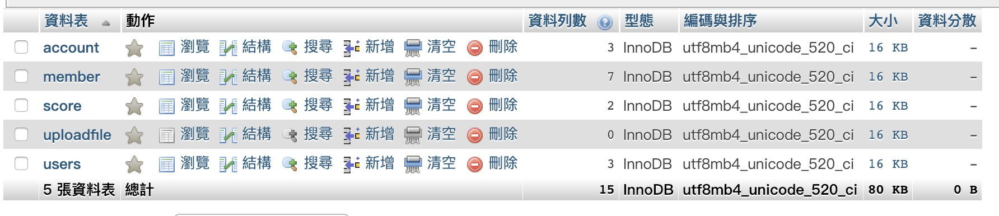 資料表 動作 資料列數 型態 編碼與排序 大小 資料分散
account 瀏覽 結構 搜尋 新增 清空 刪除 3 InnoDB utf8mb4_unicode_520_ci 16 KB –
member 瀏覽 結構 搜尋 新增 清空 刪除 7 InnoDB utf8mb4_unicode_520_ci 16 KB –
score 瀏覽 結構 搜尋 新增 清空 刪除 2 InnoDB utf8mb4_unicode_520_ci 16 KB –
uploadfile 瀏覽 結構 搜尋 新增 清空 刪除 0 InnoDB utf8mb4_unicode_520_ci 16 KB –
users 瀏覽 結構 搜尋 新增 清空 刪除 3 InnoDB utf8mb4_unicode_520_ci 16 KB –
5 張資料表 總計 15 InnoDB utf8mb4_unicode_520_ci 80 KB 0 B